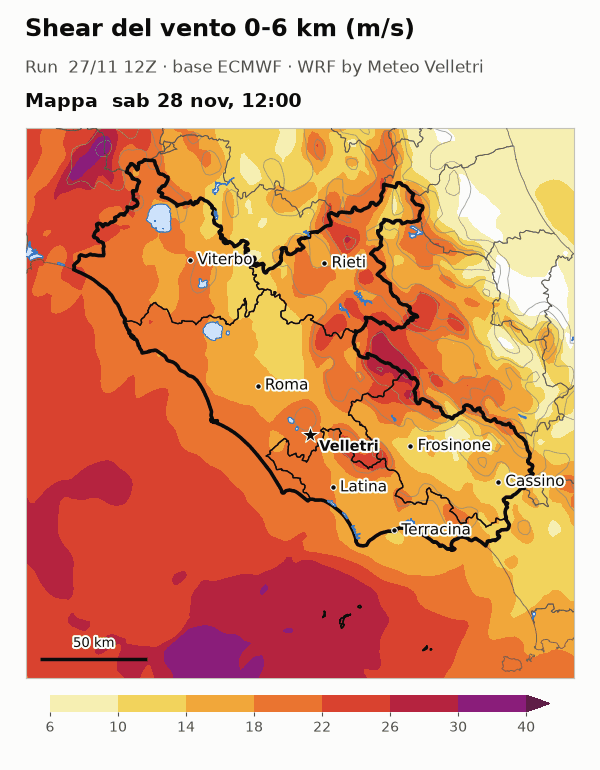 Shear del vento 0-6 km (m/s)
Run  27/11 12Z · base ECMWF · WRF by Meteo Velletri
Mappa  sab 28 nov, 12:00
Viterbo
Rieti
Roma
Velletri
Frosinone
Cassino
Latina
Terracina
50 km
6 10 14 18 22 26 30 40